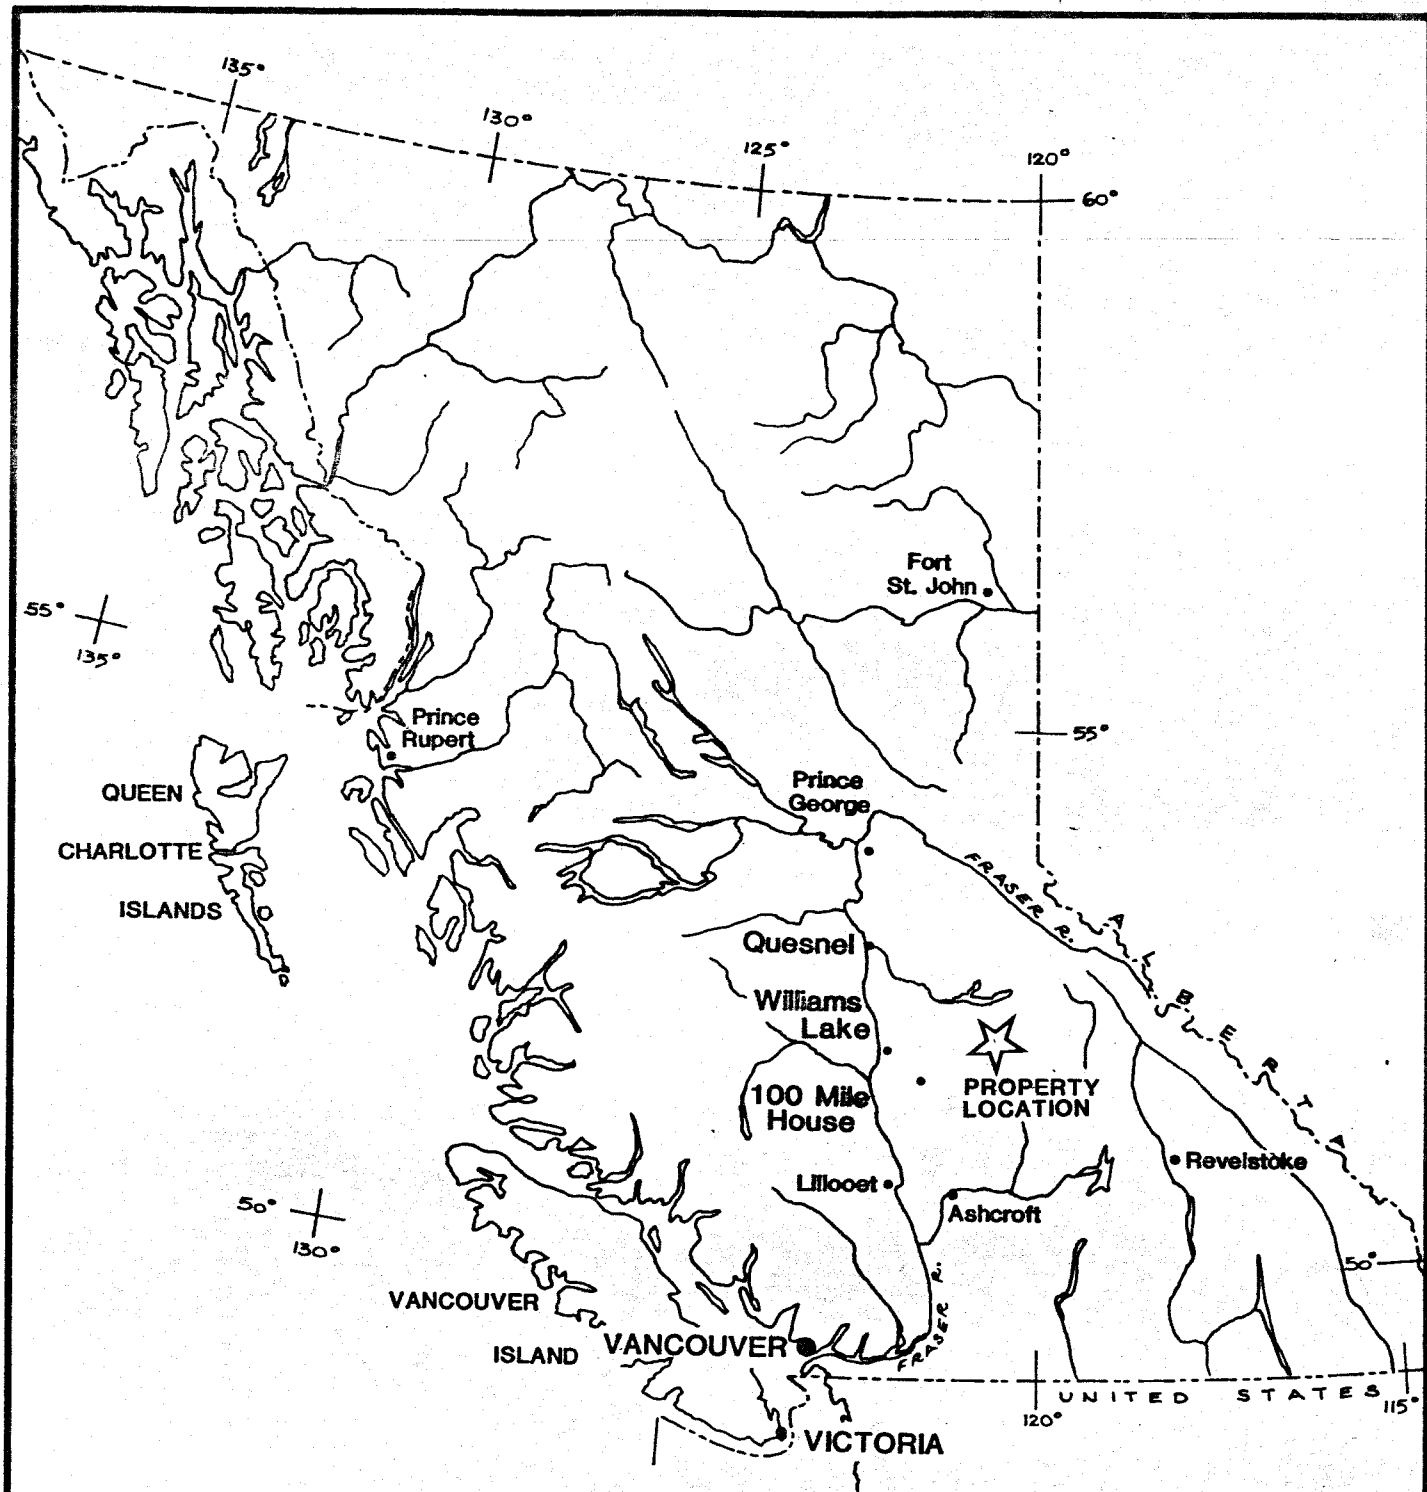 135°
130°
125°
120°
60°
Fort
St. John
55°
135°
Prince
Rupert
55°
QUEEN
CHARLOTTE
ISLANDS
Prince
George
FRASER R.
ALBERTA
Quesnel
Williams
Lake
PROPERTY
LOCATION
100 Mile
House
Revelstoke
Lillooet
Ashcroft
50°
130°
50°
VANCOUVER
ISLAND
VANCOUVER
FRASER R.
UNITED STATES
120°
115°
VICTORIA